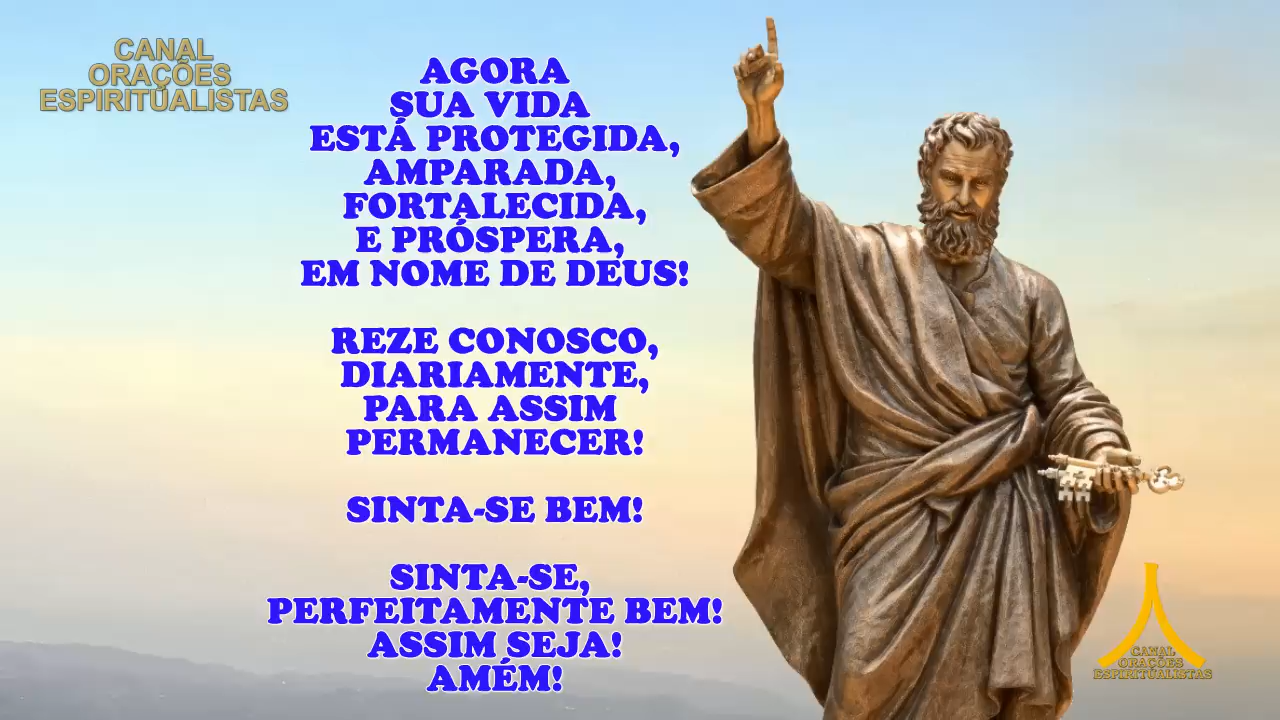 CANAL
ORAÇÕES
ESPIRITUALISTAS
AGORA
SUA VIDA
ESTÁ PROTEGIDA,
AMPARADA,
FORTALECIDA,
E PRÓSPERA,
EM NOME DE DEUS!
REZE CONOSCO,
DIARIAMENTE,
PARA ASSIM
PERMANECER!
SINTA-SE BEM!
SINTA-SE,
PERFEITAMENTE BEM!
ASSIM SEJA!
AMÉM!
CANAL
ORAÇÕES
ESPIRITUALISTAS